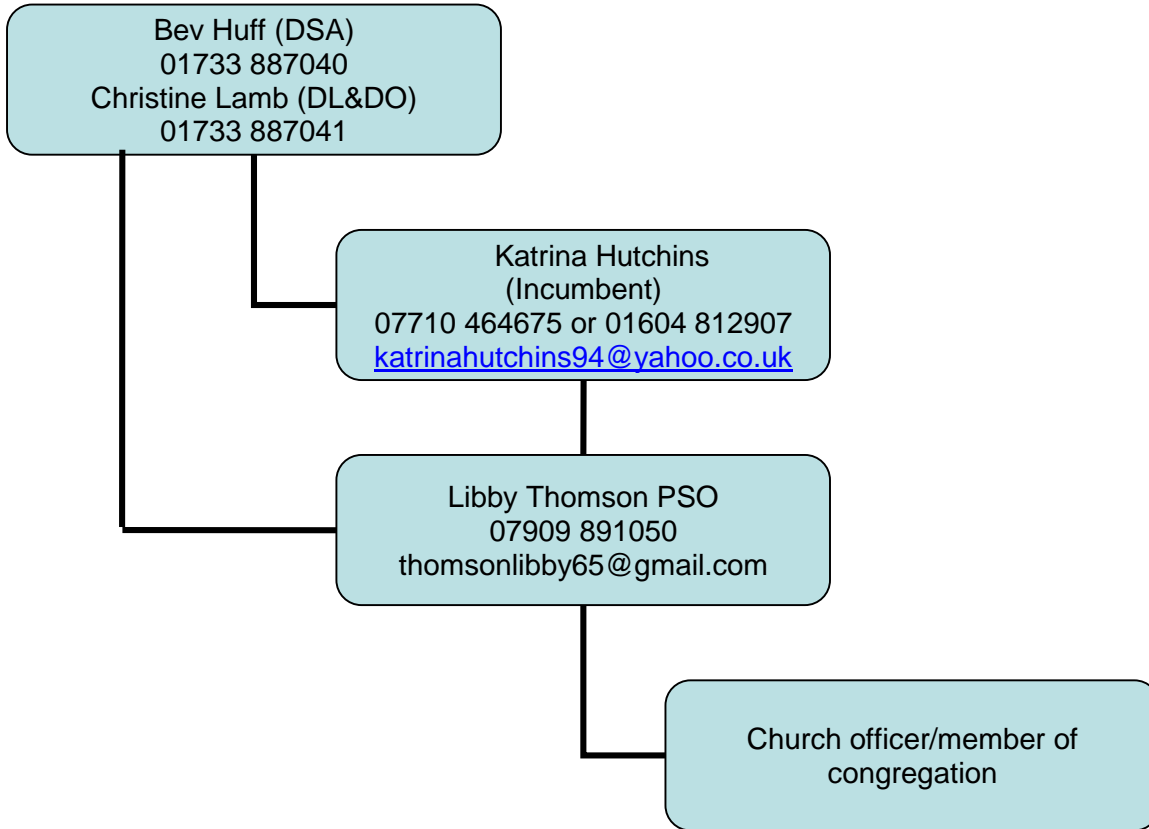 Bev Huff (DSA)
01733 887040
Christine Lamb (DL&DO)
01733 887041
Katrina Hutchins
(Incumbent)
07710 464675 or 01604 812907
katrinahutchins94@yahoo.co.uk
Libby Thomson PSO
07909 891050
thomsonlibby65@gmail.com
Church officer/member of
congregation